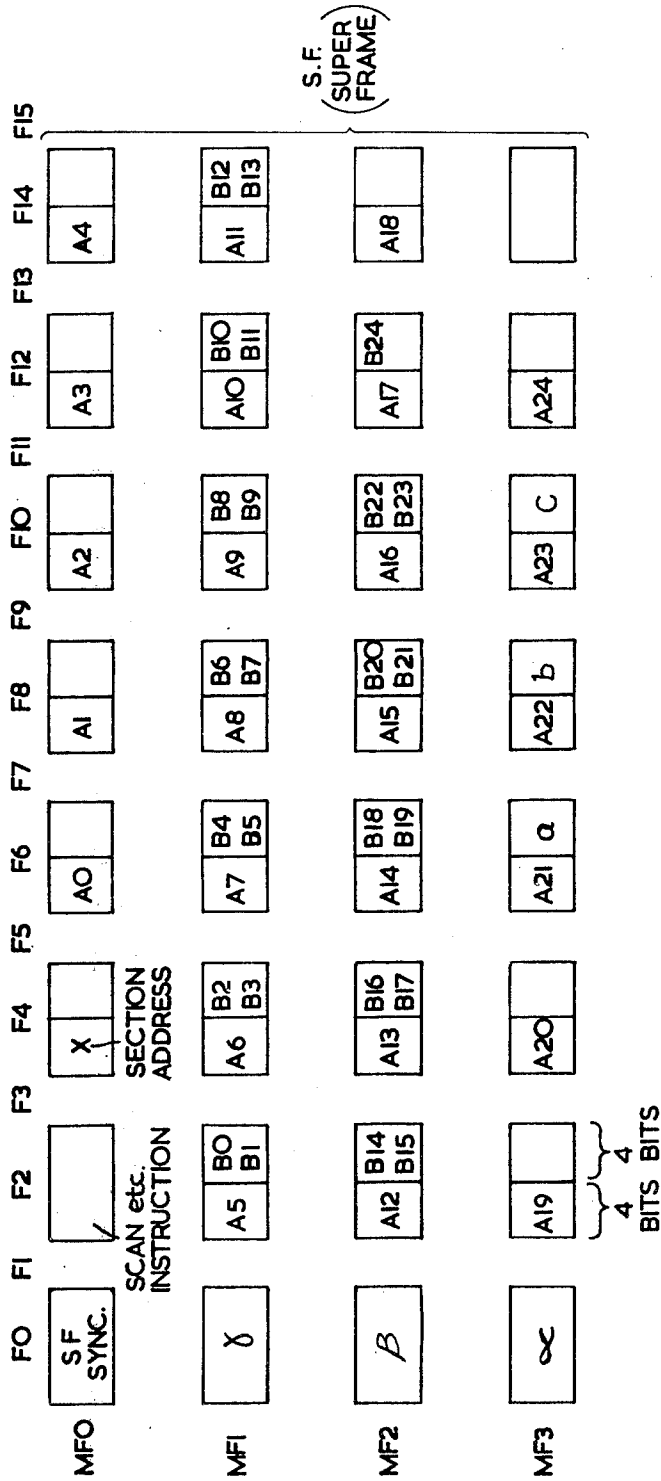 F0 F1 F2 F3 F4 F5 F6 F7 F8 F9 F10 F11 F12 F13 F14 F15
MF0
SF
SYNC.
SCAN etc.
INSTRUCTION
X
SECTION
ADDRESS
A0
A1
A2
A3
A4
MF1
γ
A5
B0
B1
A6
B2
B3
A7
B4
B5
A8
B6
B7
A9
B8
B9
A10
B10
B11
A11
B12
B13
MF2
β
A12
B14
B15
A13
B16
B17
A14
B18
B19
A15
B20
B21
A16
B22
B23
A17
B24
A18
MF3
α
A19
A20
A21
a
A22
b
A23
C
A24
4
BITS
4
BITS
S.F.
(SUPER
FRAME)